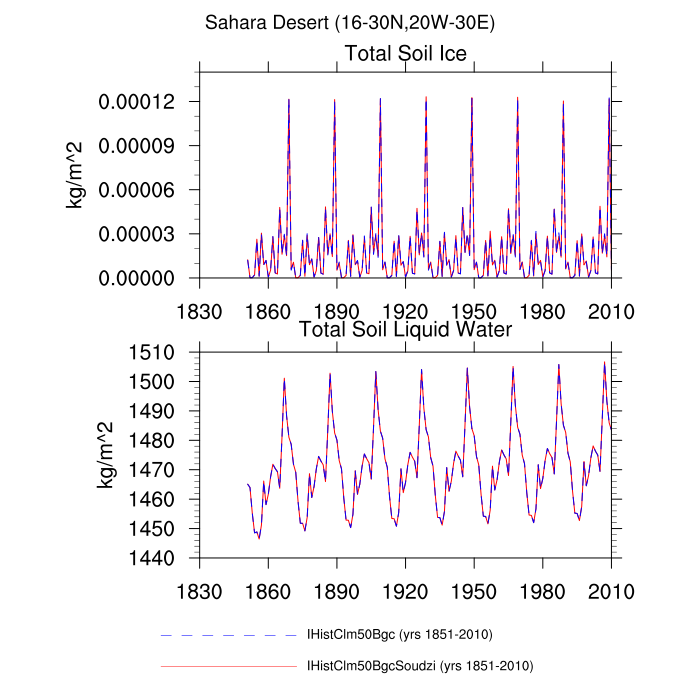 Sahara Desert (16-30N,20W-30E)
Total Soil Ice
kg/m^2
0.00012
0.00009
0.00006
0.00003
0.00000
1830 1860 1890 1920 1950 1980 2010
Total Soil Liquid Water
kg/m^2
1510
1500
1490
1480
1470
1460
1450
1440
1830 1860 1890 1920 1950 1980 2010
IHistClm50Bgc (yrs 1851-2010)
IHistClm50BgcSoudzi (yrs 1851-2010)